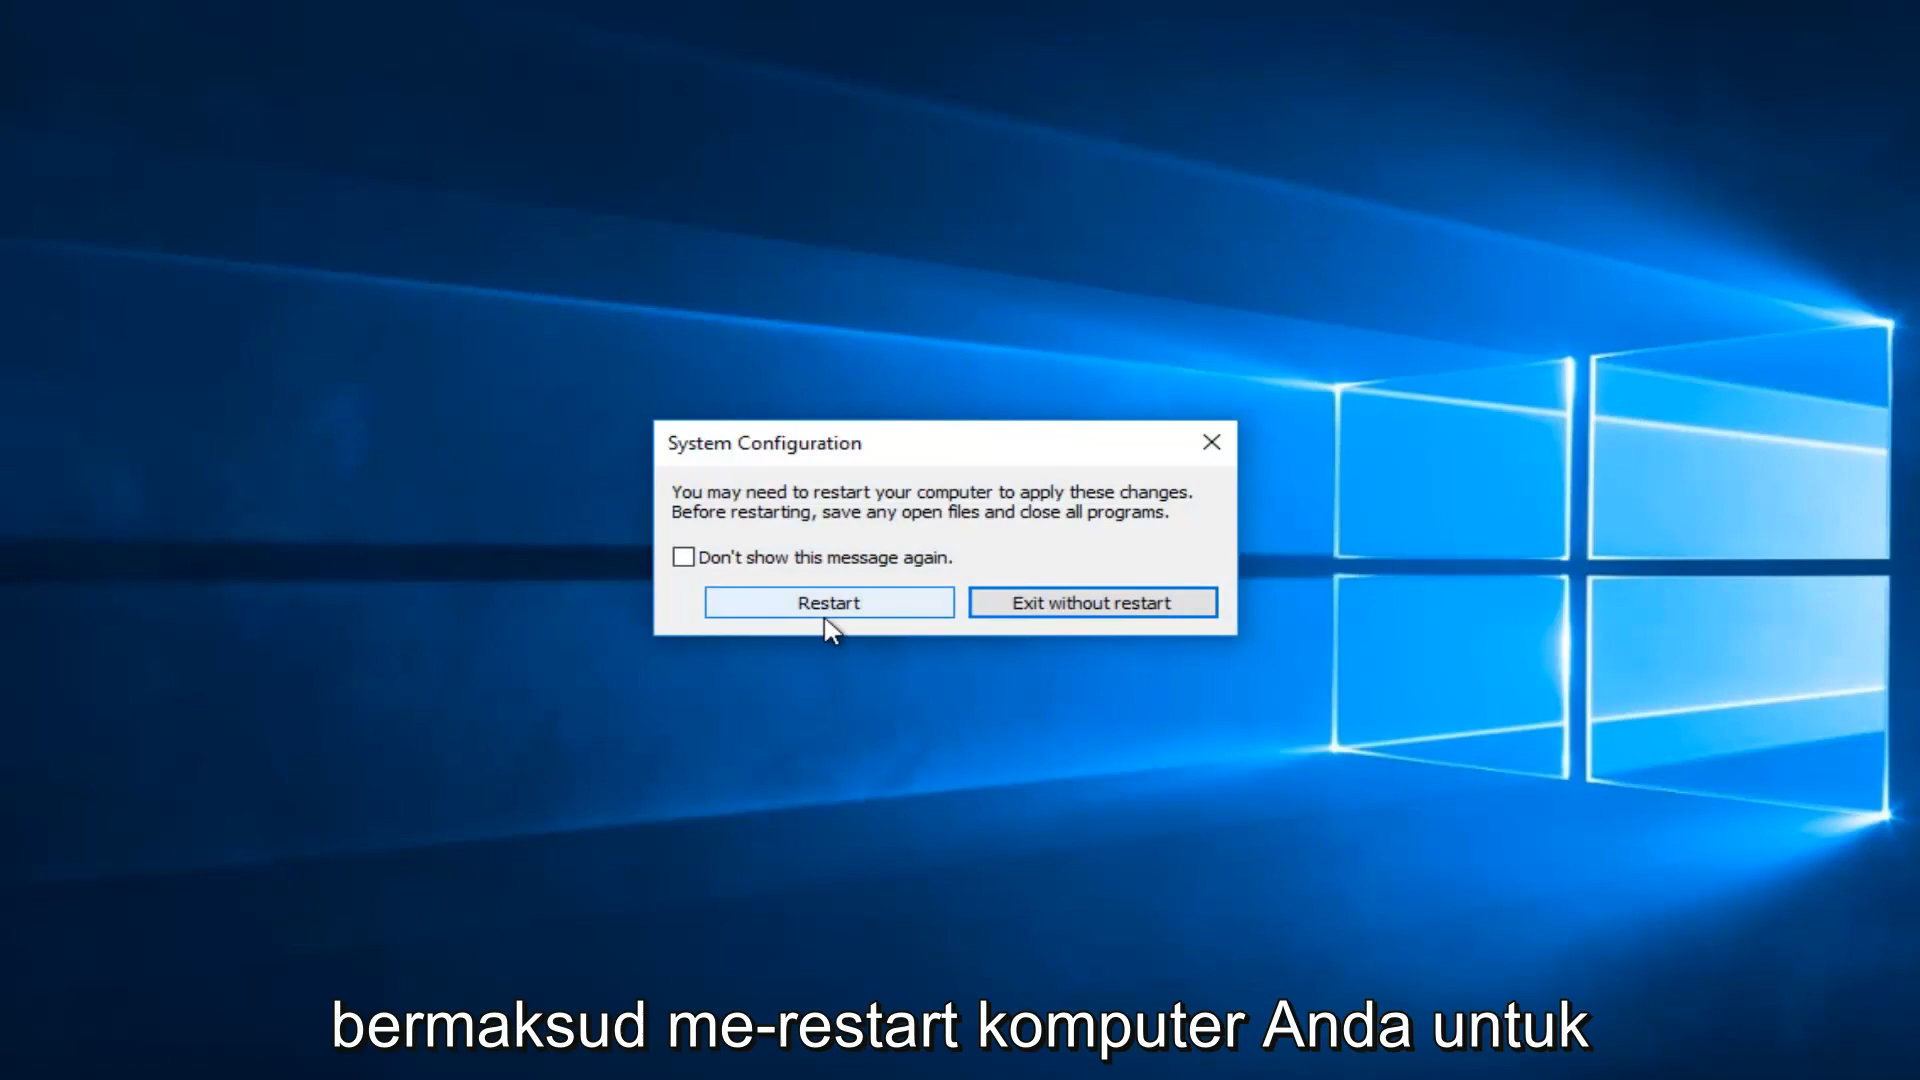 System Configuration
You may need to restart your computer to apply these changes.
Before restarting, save any open files and close all programs.
Don't show this message again.
Restart
Exit without restart
bermaksud me-restart komputer Anda untuk